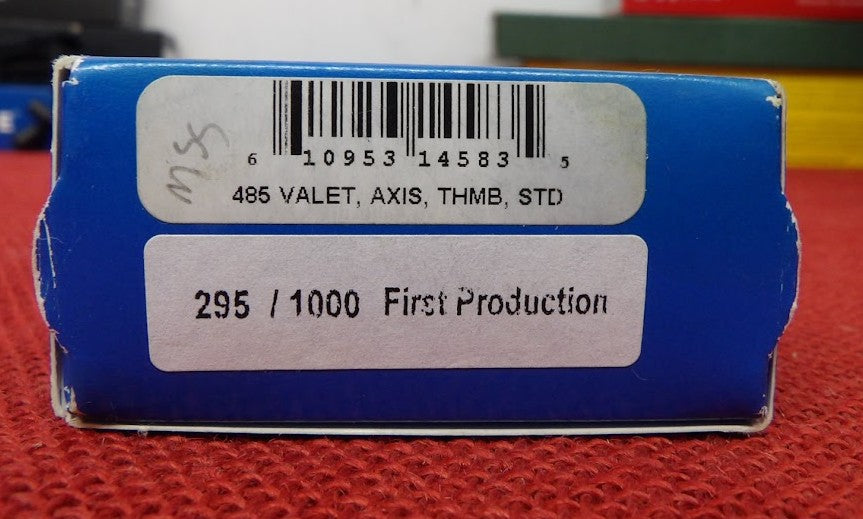 6 10953 14583 5
485 VALET, AXIS, THMB, STD
295 / 1000 First Production